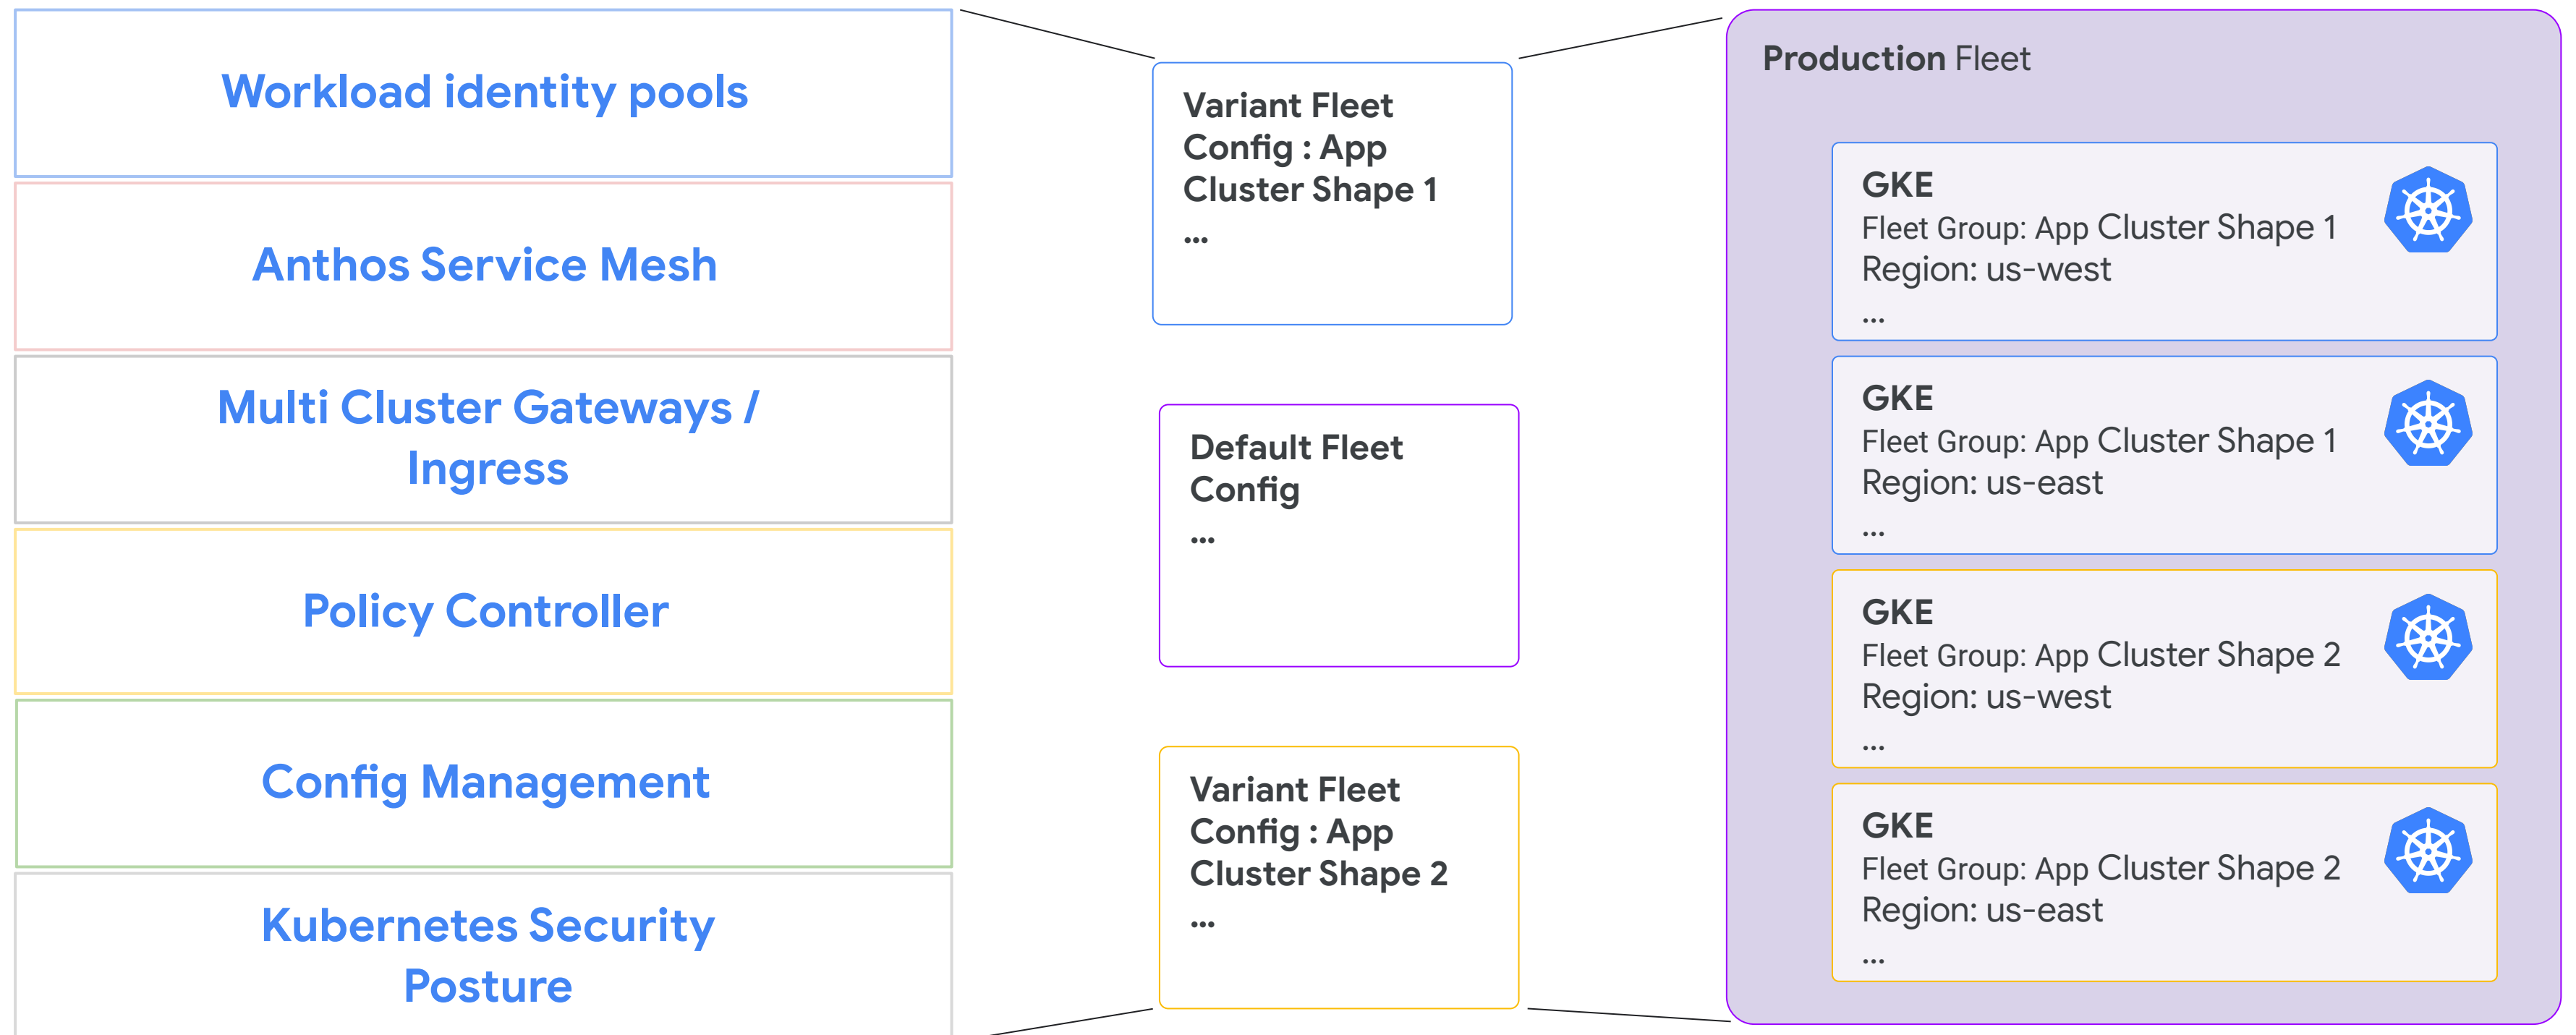 Workload identity pools
Anthos Service Mesh
Multi Cluster Gateways /
Ingress
Policy Controller
Config Management
Kubernetes Security
Posture
Variant Fleet
Config : App
Cluster Shape 1
...
Default Fleet
Config
...
Variant Fleet
Config : App
Cluster Shape 2
...
Production Fleet
GKE
Fleet Group: App Cluster Shape 1
Region: us-west
...
GKE
Fleet Group: App Cluster Shape 1
Region: us-east
...
GKE
Fleet Group: App Cluster Shape 2
Region: us-west
...
GKE
Fleet Group: App Cluster Shape 2
Region: us-east
...